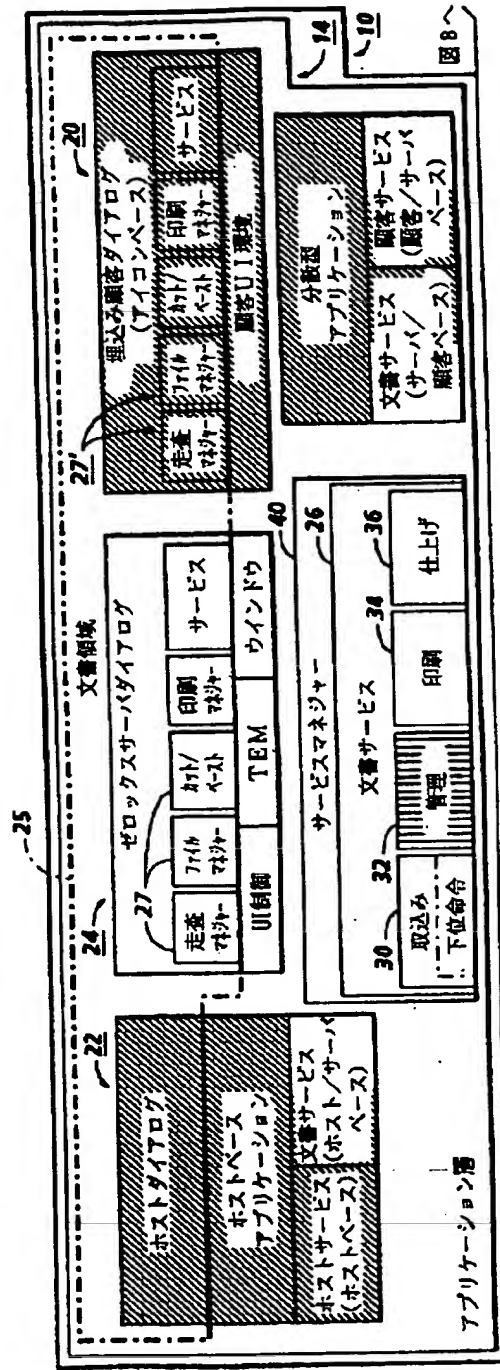 25
文書領域
22
ホストダイアログ
ホストベース
アプリケーション
ホストサービス
(ホストベース)
文書サービス
(ホスト/サーバ
ベース)
24
ゼロックスサーバダイアログ
27
走査
マネジャー
ファイル
マネジャー
カット/
ペースト
印刷
マネジャー
サービス
UI制御
TEM
ウインドウ
20
埋込み顧客ダイアログ
(アイコンベース)
27'
走査
マネジャー
ファイル
マネジャー
カット/
ペースト
印刷
マネジャー
サービス
顧客UI環境
40
サービスマネジャー
26
文書サービス
30
取込み
下位命令
32
管理
34
印刷
36
仕上げ
分散型
アプリケーション
文書サービス
(サーバ/
顧客ベース)
顧客サービス
(顧客/サーバ
ベース)
14
10
アプリケーション層
図8へ